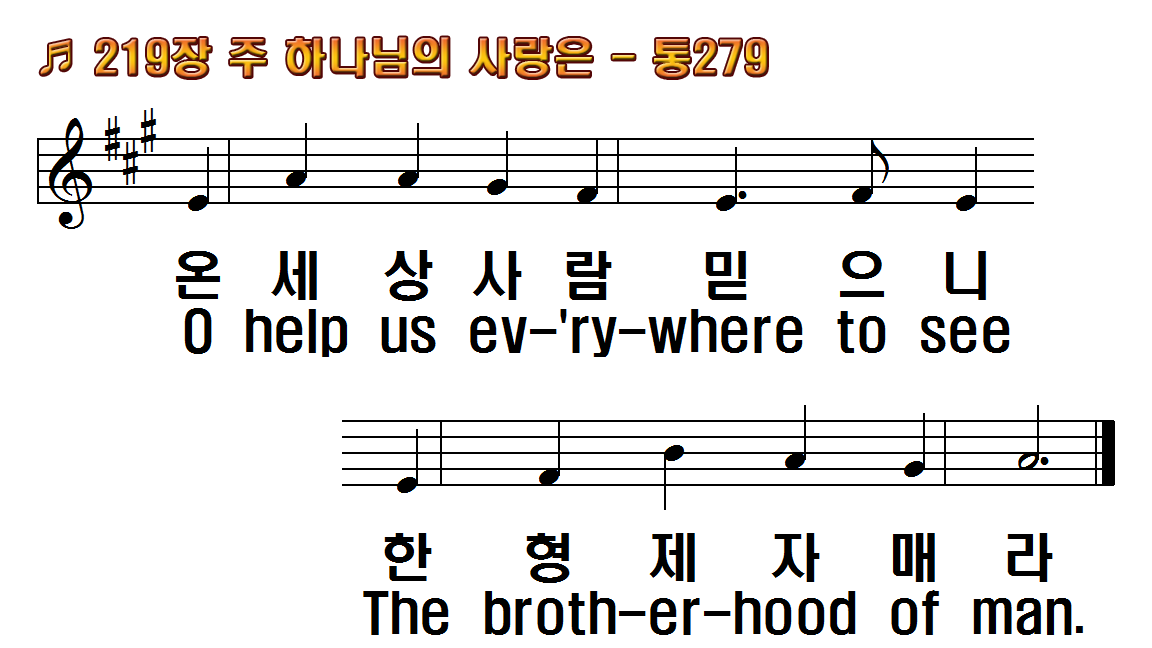 ♬ 219장 주 하나님의 사랑은 - 통279
온 세 상 사 람 믿 으 니
O help us ev-'ry-where to see
한 형 제 자 매 라
The broth-er-hood of man.